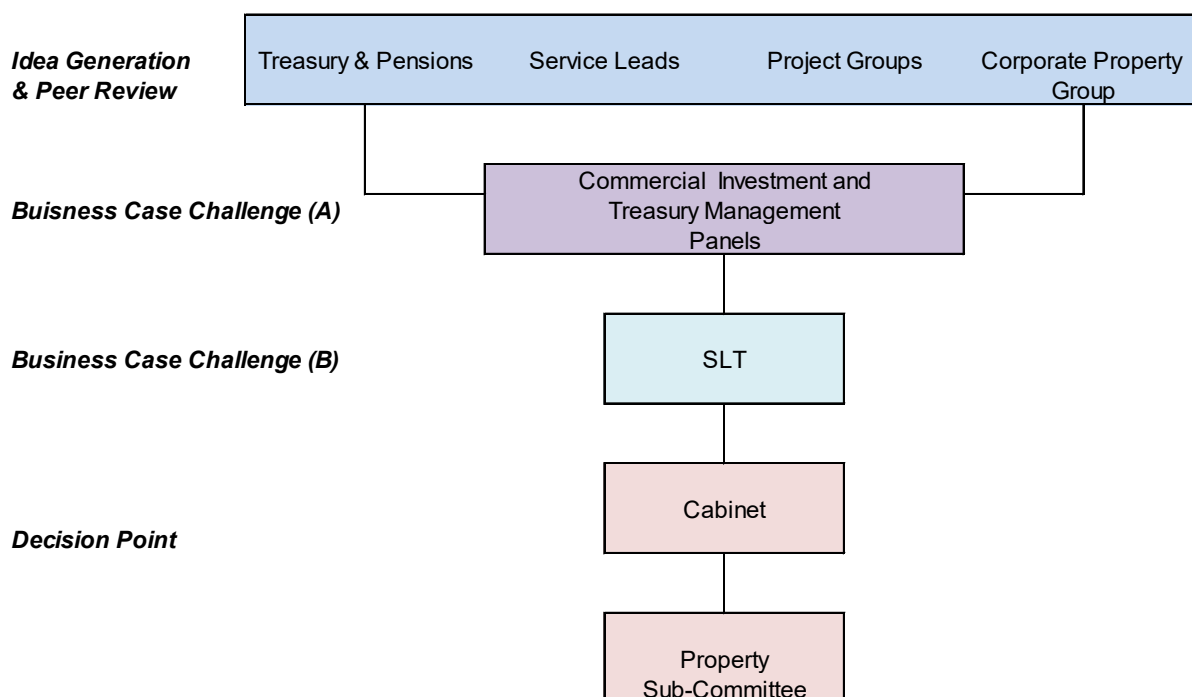 Idea Generation
& Peer Review
Treasury & Pensions
Service Leads
Project Groups
Corporate Property
Group
Buisness Case Challenge (A)
Commercial Investment and
Treasury Management
Panels
Business Case Challenge (B)
SLT
Cabinet
Decision Point
Property
Sub-Committee